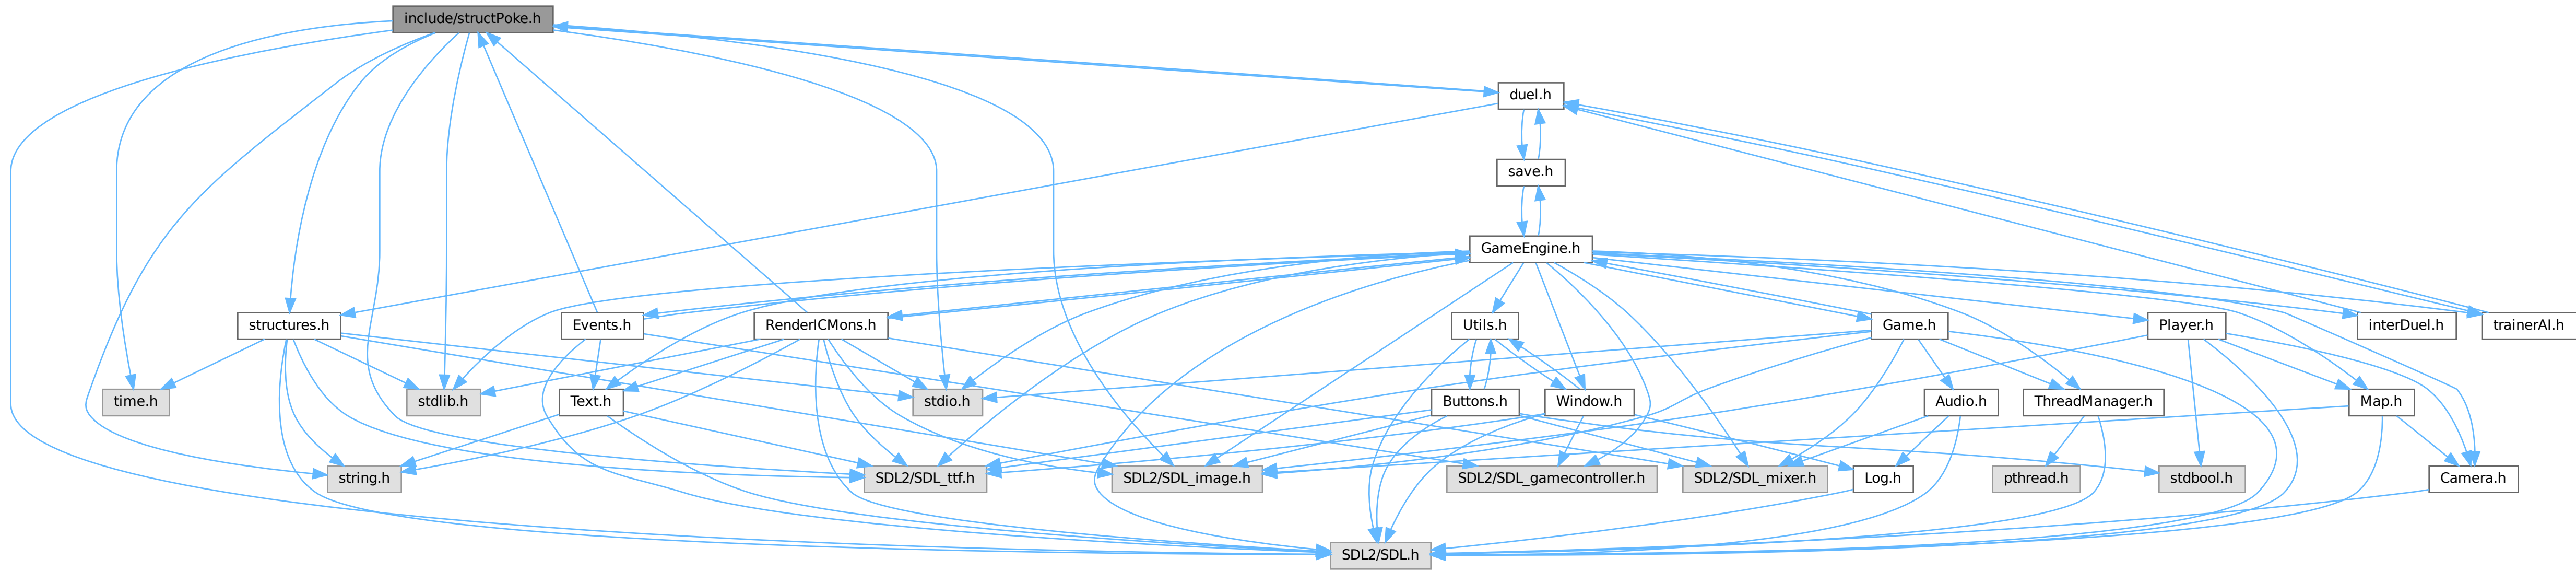 include/structPoke.h
duel.h
save.h
GameEngine.h
structures.h
Events.h
RenderICMons.h
Utils.h
Game.h
Player.h
interDuel.h
trainerAI.h
time.h
stdlib.h
Text.h
stdio.h
Buttons.h
Window.h
Audio.h
ThreadManager.h
Map.h
string.h
SDL2/SDL_ttf.h
SDL2/SDL_image.h
SDL2/SDL_gamecontroller.h
SDL2/SDL_mixer.h
Log.h
pthread.h
stdbool.h
Camera.h
SDL2/SDL.h